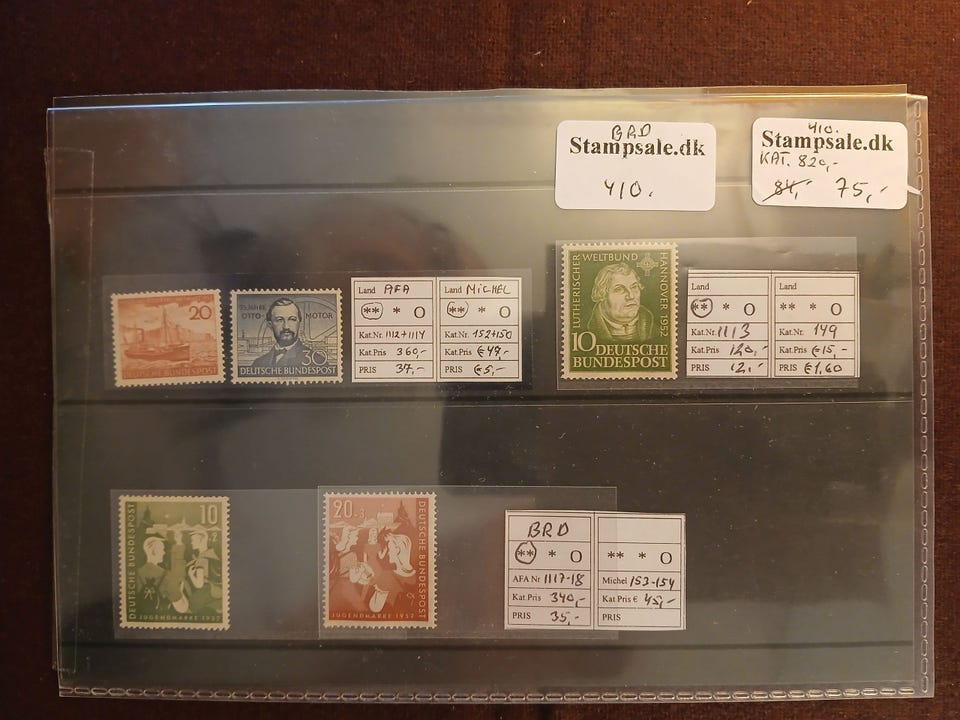 BRD
Stampsale.dk
410.
410.
Stampsale.dk
KAT. 820,-
84,- 75,-
20
DEUTSCHE BUNDESPOST
75 JAHRE
OTTO- MOTOR
30
DEUTSCHE BUNDESPOST
Land AFA
** * O
Kat.Nr. 1112+1114
Kat.Pris 360,-
PRIS 37,-
Land MICHEL
** * O
Kat.Nr. 152+150
Kat.Pris €47,-
PRIS €5,-
LUTHERISCHER WELTBUND HANNOVER 1952
10 DEUTSCHE
BUNDESPOST
Land
** * O
Kat.Nr. 1113
Kat.Pris 120,-
PRIS 12,-
Land
** * O
Kat.Nr. 149
Kat.Pris €15,-
PRIS €1,60
10
+2
DEUTSCHE BUNDESPOST
JUGENDMARKE 1952
20+3
DEUTSCHE BUNDESPOST
JUGENDMARKE 1952
BRD
** * O
AFA Nr 1117-18
Kat.Pris 340,-
PRIS 35,-
** * O
Michel 153-154
Kat.Pris € 45,-
PRIS